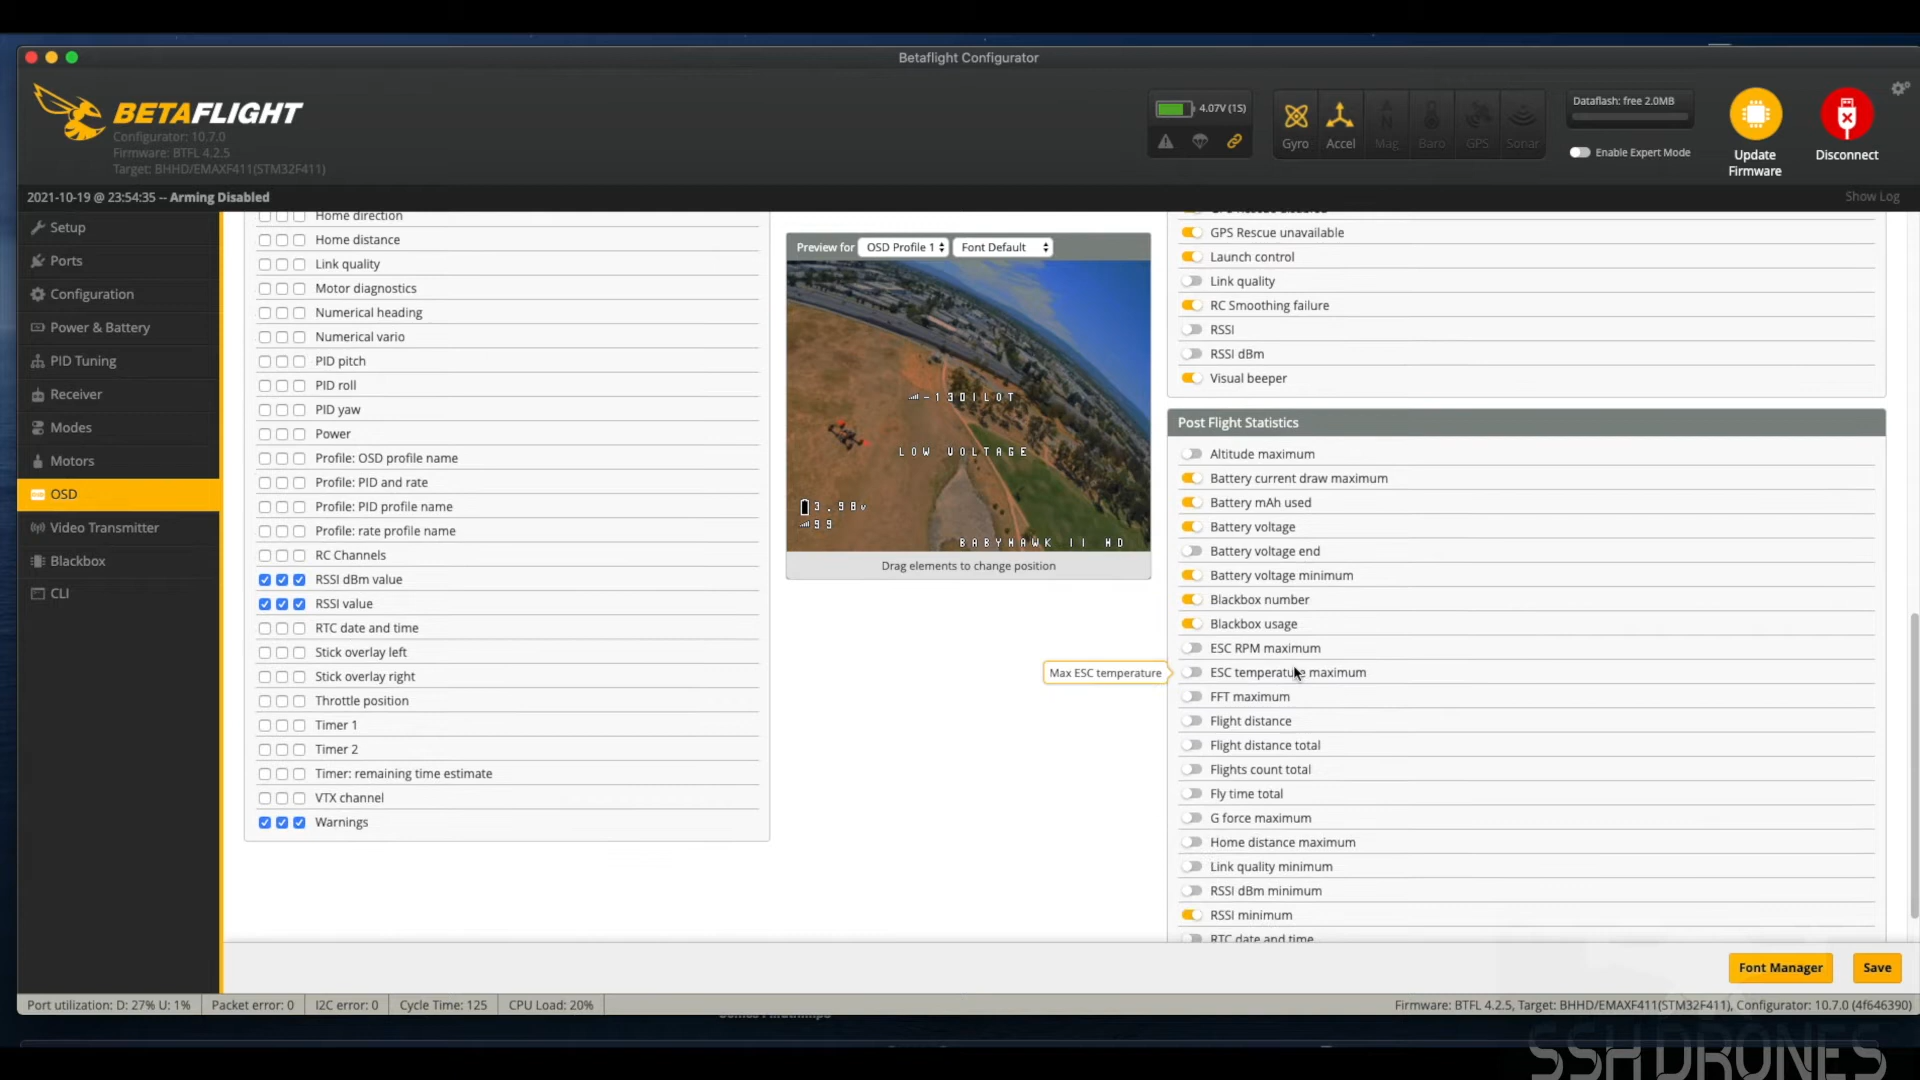 Betaflight Configurator
BETAFLIGHT
Configurator: 10.7.0
Firmware: BTFL 4.2.5
Target: BHHD/EMAXF411(STM32F411)
4.07V (1S)
Gyro
Accel
Mag
Baro
GPS
Sonar
Dataflash: free 2.0MB
Enable Expert Mode
Update
Firmware
Disconnect
2021-10-19 @ 23:54:35 -- Arming Disabled
Show Log
Setup
Ports
Configuration
Power & Battery
PID Tuning
Receiver
Modes
Motors
OSD
Video Transmitter
Blackbox
CLI
Home direction
Home distance
Link quality
Motor diagnostics
Numerical heading
Numerical vario
PID pitch
PID roll
PID yaw
Power
Profile: OSD profile name
Profile: PID and rate
Profile: PID profile name
Profile: rate profile name
RC Channels
RSSI dBm value
RSSI value
RTC date and time
Stick overlay left
Stick overlay right
Throttle position
Timer 1
Timer 2
Timer: remaining time estimate
VTX channel
Warnings
Preview for OSD Profile 1 Font Default
-130ILOT
LOW VOLTAGE
3.98V
99
BABYHAWK II HD
Drag elements to change position
GPS Rescue disabled
GPS Rescue unavailable
Launch control
Link quality
RC Smoothing failure
RSSI
RSSI dBm
Visual beeper
Post Flight Statistics
Altitude maximum
Battery current draw maximum
Battery mAh used
Battery voltage
Battery voltage end
Battery voltage minimum
Blackbox number
Blackbox usage
ESC RPM maximum
Max ESC temperature
ESC temperature maximum
FFT maximum
Flight distance
Flight distance total
Flights count total
Fly time total
G force maximum
Home distance maximum
Link quality minimum
RSSI dBm minimum
RSSI minimum
RTC date and time
Font Manager
Save
Port utilization: D: 27% U: 1%
Packet error: 0
I2C error: 0
Cycle Time: 125
CPU Load: 20%
Firmware: BTFL 4.2.5, Target: BHHD/EMAXF411(STM32F411), Configurator: 10.7.0 (4f646390)
SSH DRONES